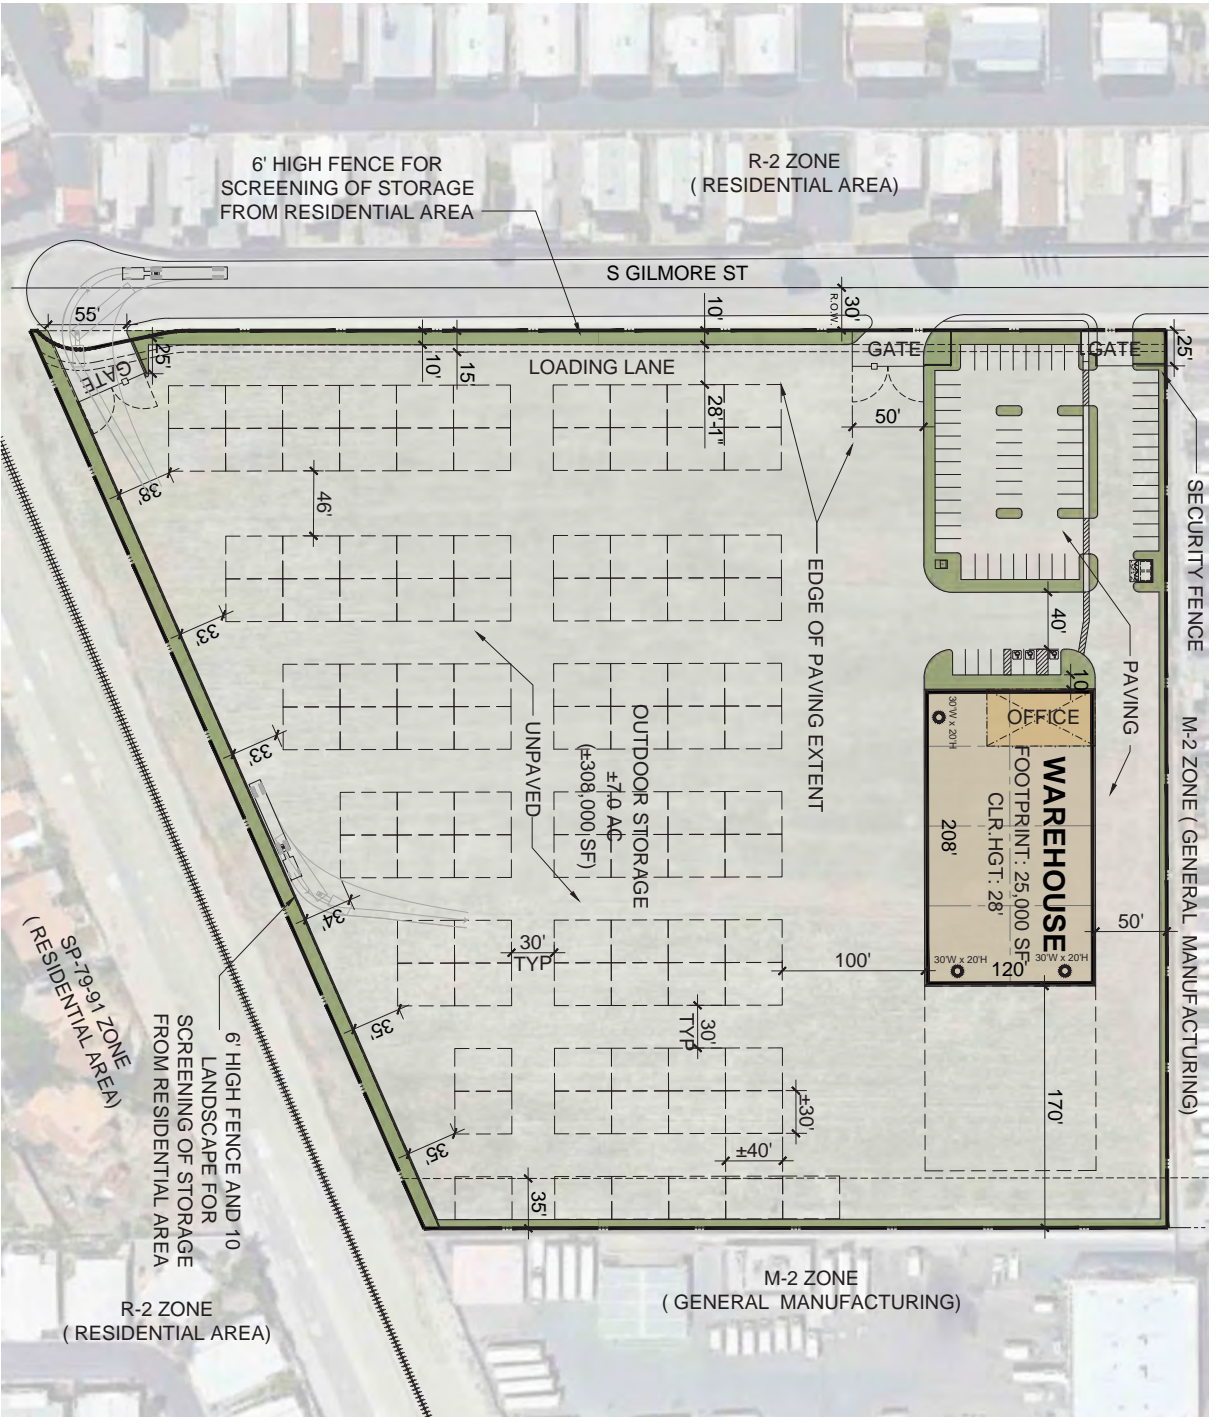 6' HIGH FENCE FOR
SCREENING OF STORAGE
FROM RESIDENTIAL AREA
R-2 ZONE
( RESIDENTIAL AREA)
S GILMORE ST
55'
25'
GATE
10'
10'
15'
LOADING LANE
28'-1"
30'
R.O.W.
GATE
GATE
25'
50'
38'
46'
SECURITY FENCE
EDGE OF PAVING EXTENT
40'
PAVING
10'
33'
33'
UNPAVED
OUTDOOR STORAGE
±7.0 AC
(±308,000 SF)
OFFICE
30'W x 20'H
WAREHOUSE
FOOTPRINT: 25,000 SF
CLR.HGT: 28'
208'
120'
30'W x 20'H
30'W x 20'H
50'
M-2 ZONE ( GENERAL MANUFACTURING)
34'
30'
TYP
100'
35'
30'
TYP
±30'
±40'
170'
35'
35'
SP-79-91 ZONE
( RESIDENTIAL AREA)
6' HIGH FENCE AND 10
LANDSCAPE FOR
SCREENING OF STORAGE
FROM RESIDENTIAL AREA
R-2 ZONE
( RESIDENTIAL AREA)
M-2 ZONE
( GENERAL MANUFACTURING)